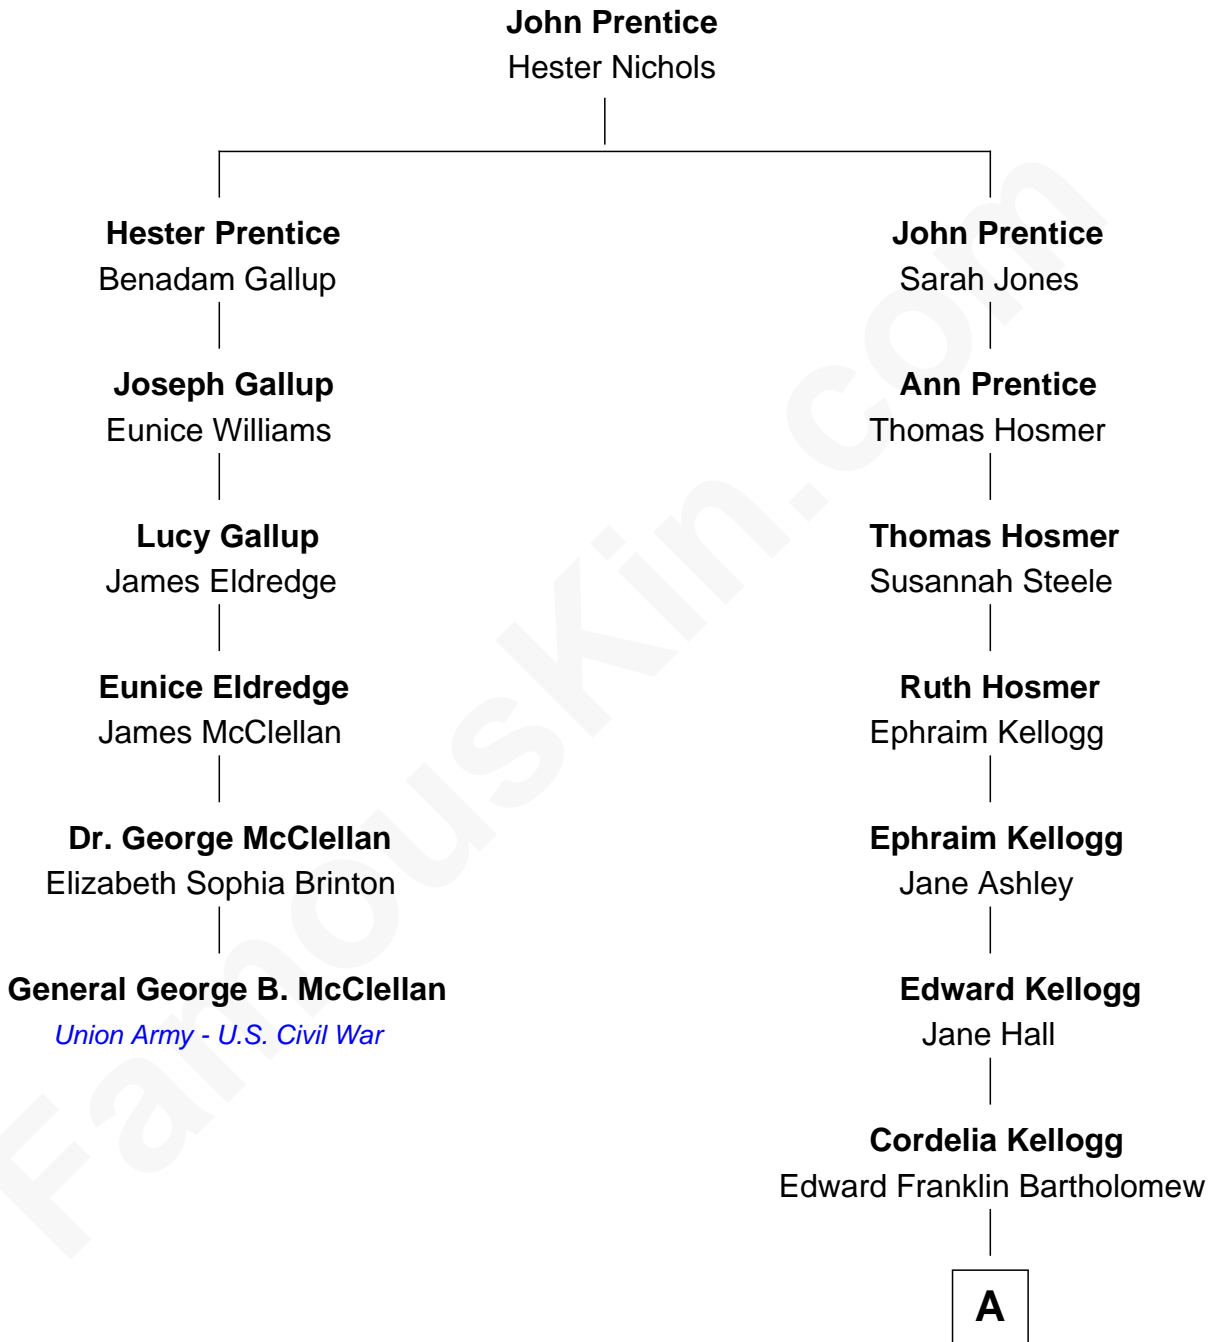 John Prentice
Hester Nichols
Hester Prentice
Benadam Gallup
Joseph Gallup
Eunice Williams
Lucy Gallup
James Eldredge
Eunice Eldredge
James McClellan
Dr. George McClellan
Elizabeth Sophia Brinton
General George B. McClellan
Union Army - U.S. Civil War
John Prentice
Sarah Jones
Ann Prentice
Thomas Hosmer
Thomas Hosmer
Susannah Steele
Ruth Hosmer
Ephraim Kellogg
Ephraim Kellogg
Jane Ashley
Edward Kellogg
Jane Hall
Cordelia Kellogg
Edward Franklin Bartholomew
A
FamousKin.com